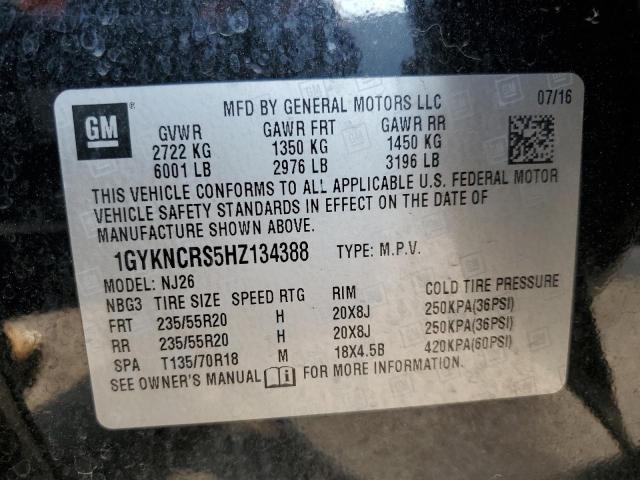 GM
MFD BY GENERAL MOTORS LLC 07/16
GVWR GAWR FRT GAWR RR
2722 KG 1350 KG 1450 KG
6001 LB 2976 LB 3196 LB
THIS VEHICLE CONFORMS TO ALL APPLICABLE U.S. FEDERAL MOTOR
VEHICLE SAFETY STANDARDS IN EFFECT ON THE DATE OF
MANUFACTURE SHOWN ABOVE.
1GYKNCRS5HZ134388 TYPE: M.P.V.
MODEL: NJ26
NBG3 TIRE SIZE SPEED RTG RIM COLD TIRE PRESSURE
FRT 235/55R20 H 20X8J 250KPA(36PSI)
RR 235/55R20 H 20X8J 250KPA(36PSI)
SPA T135/70R18 M 18X4.5B 420KPA(60PSI)
SEE OWNER'S MANUAL FOR MORE INFORMATION.